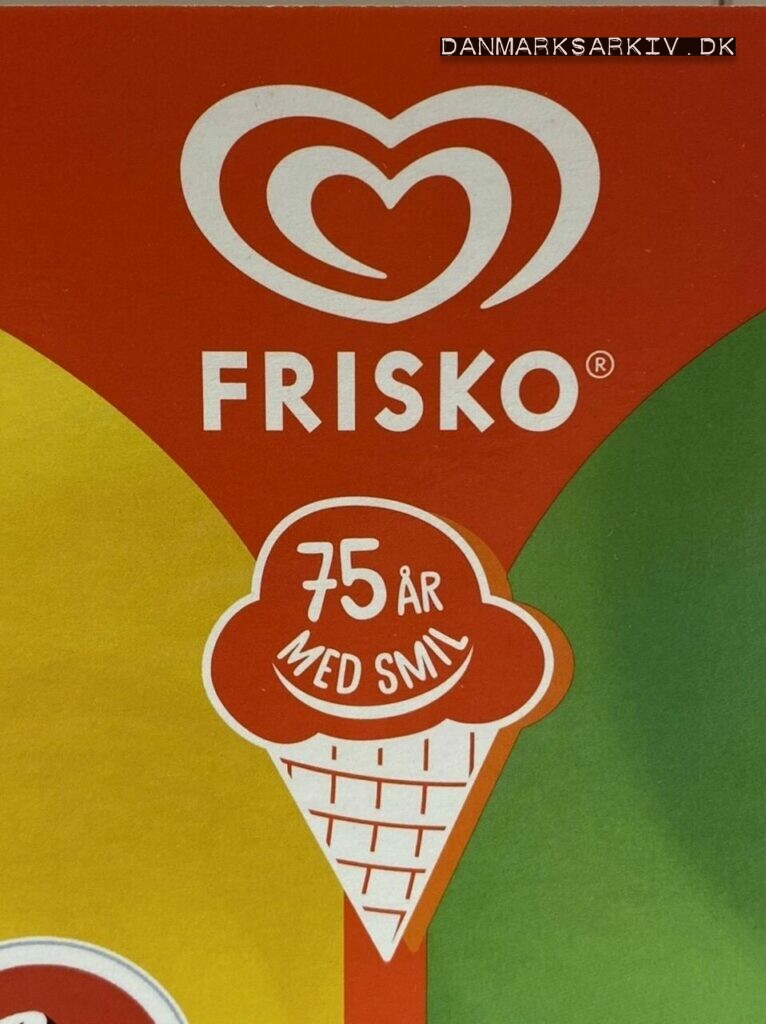 DANMARKSARKIV.DK
FRISKO®
75 ÅR
MED SMIL